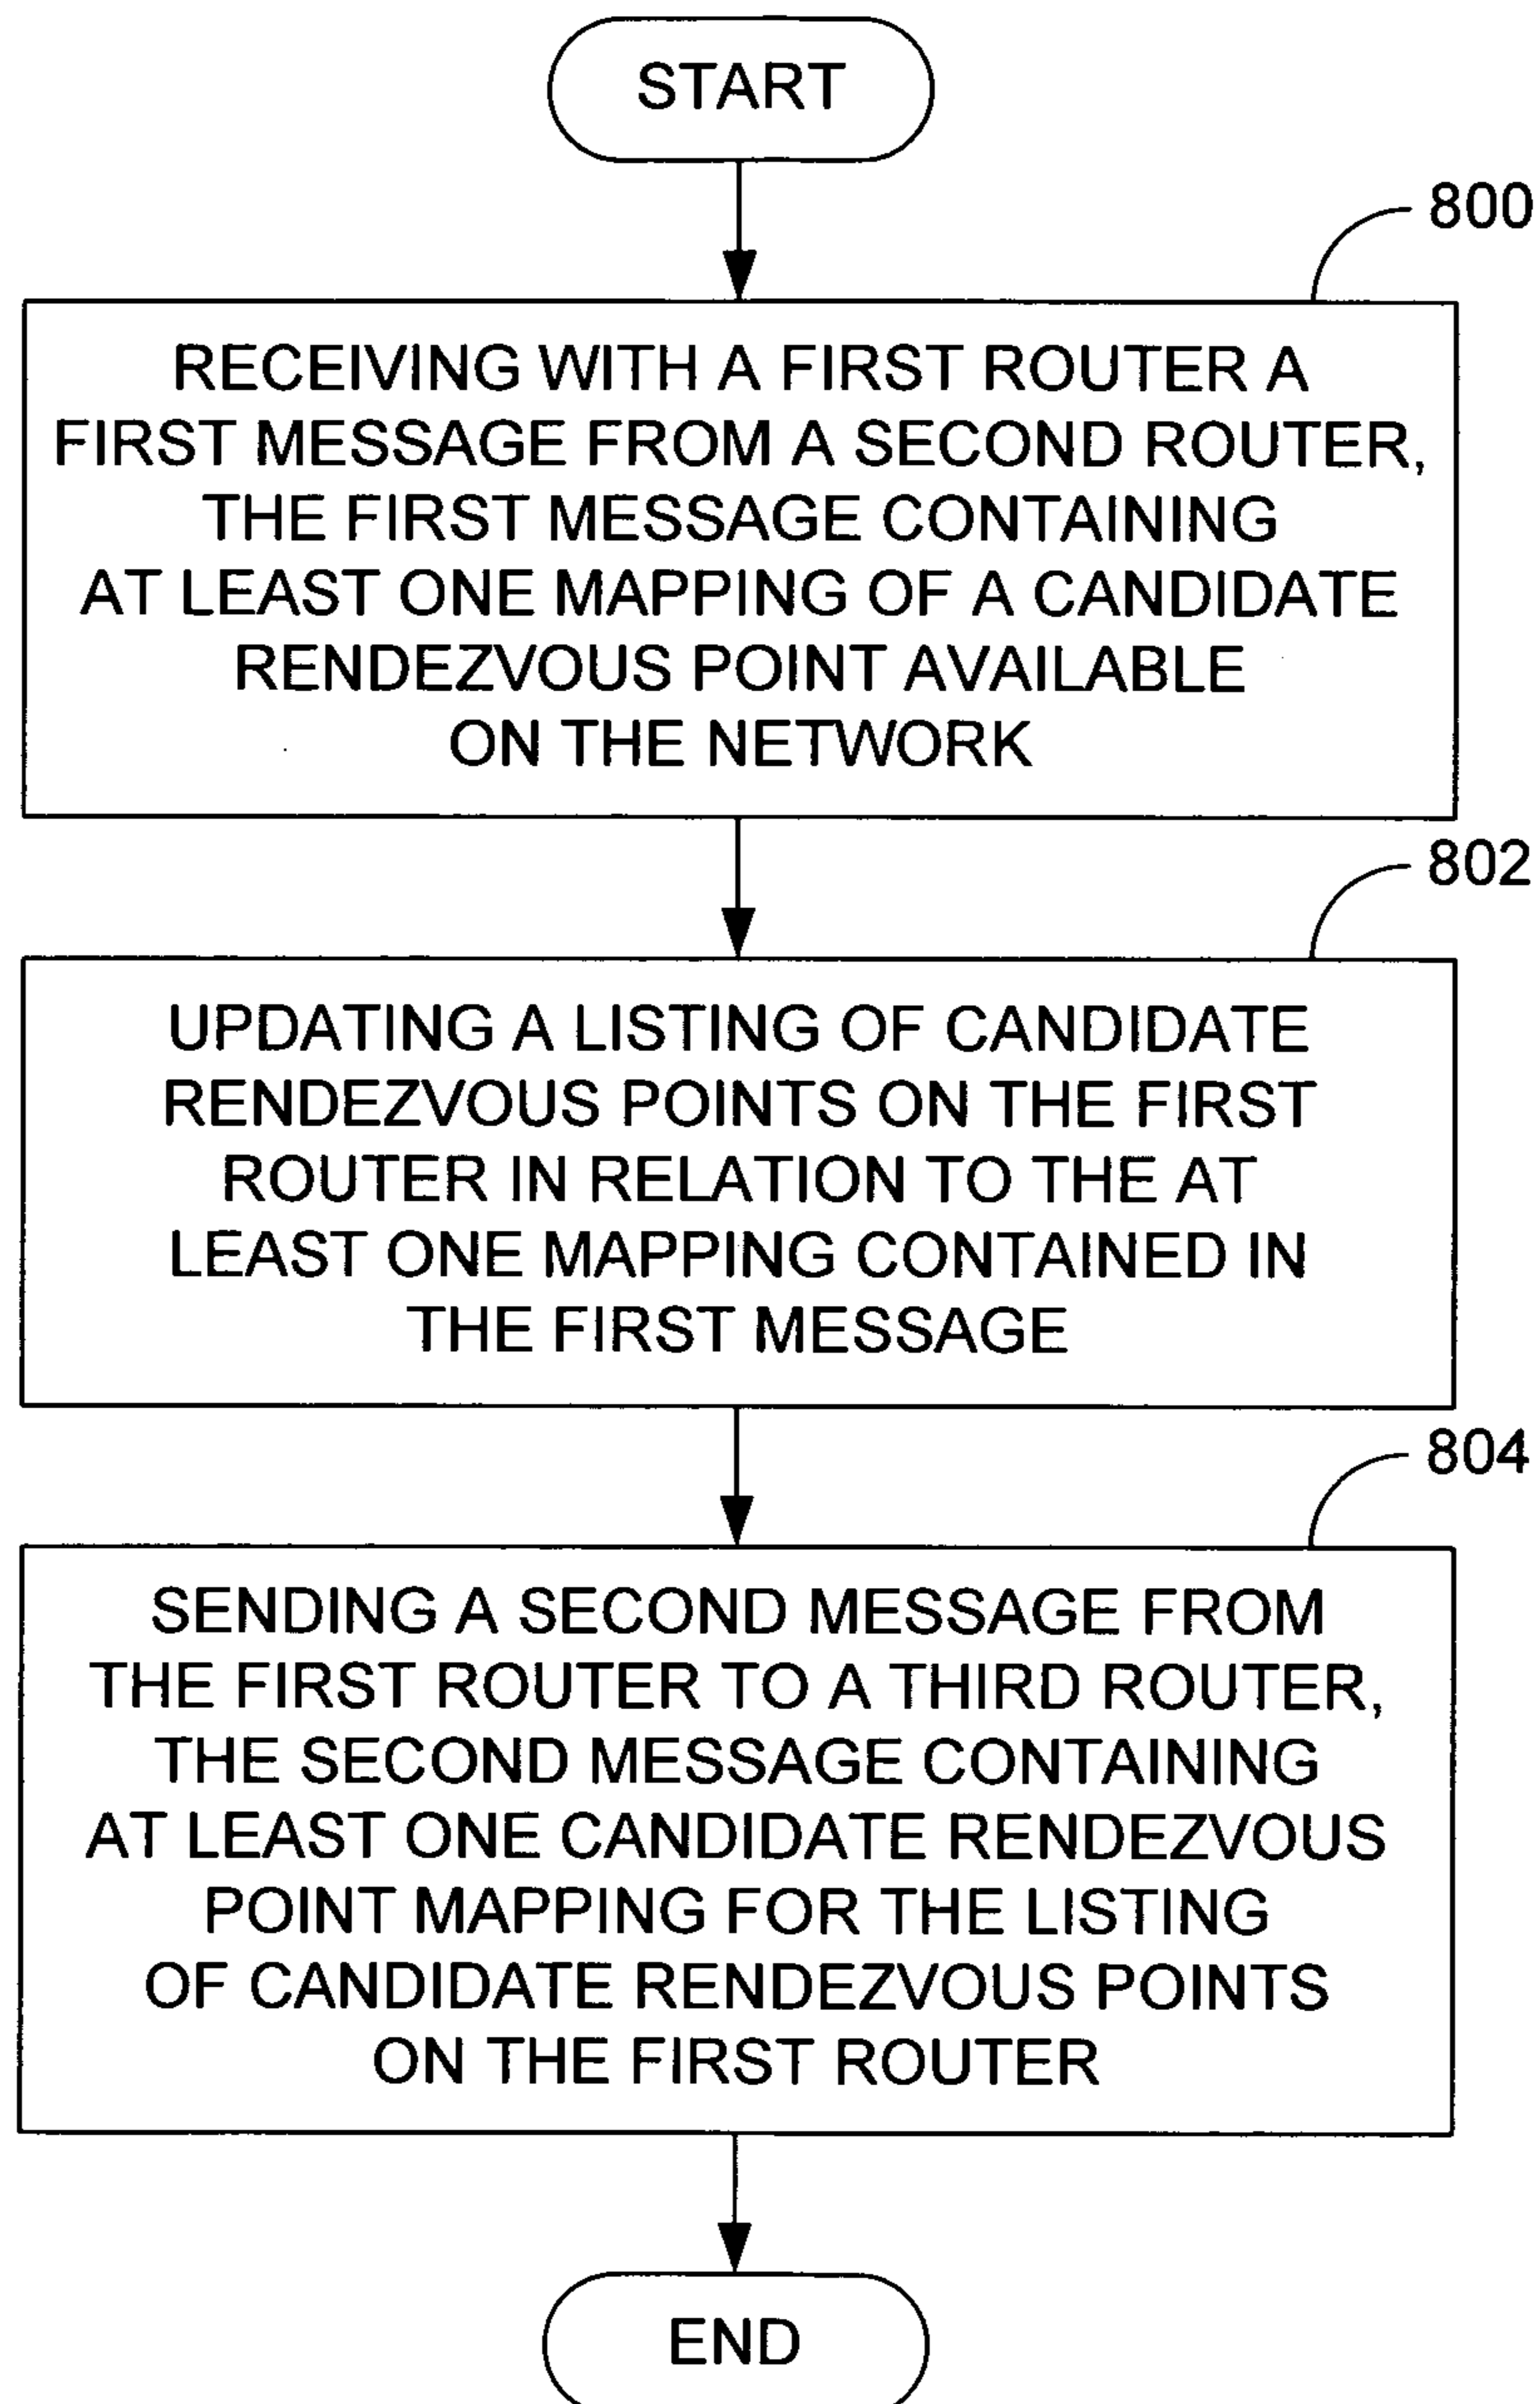 START
800
RECEIVING WITH A FIRST ROUTER A
FIRST MESSAGE FROM A SECOND ROUTER,
THE FIRST MESSAGE CONTAINING
AT LEAST ONE MAPPING OF A CANDIDATE
RENDEZVOUS POINT AVAILABLE
ON THE NETWORK
802
UPDATING A LISTING OF CANDIDATE
RENDEZVOUS POINTS ON THE FIRST
ROUTER IN RELATION TO THE AT
LEAST ONE MAPPING CONTAINED IN
THE FIRST MESSAGE
804
SENDING A SECOND MESSAGE FROM
THE FIRST ROUTER TO A THIRD ROUTER,
THE SECOND MESSAGE CONTAINING
AT LEAST ONE CANDIDATE RENDEZVOUS
POINT MAPPING FOR THE LISTING
OF CANDIDATE RENDEZVOUS POINTS
ON THE FIRST ROUTER
END